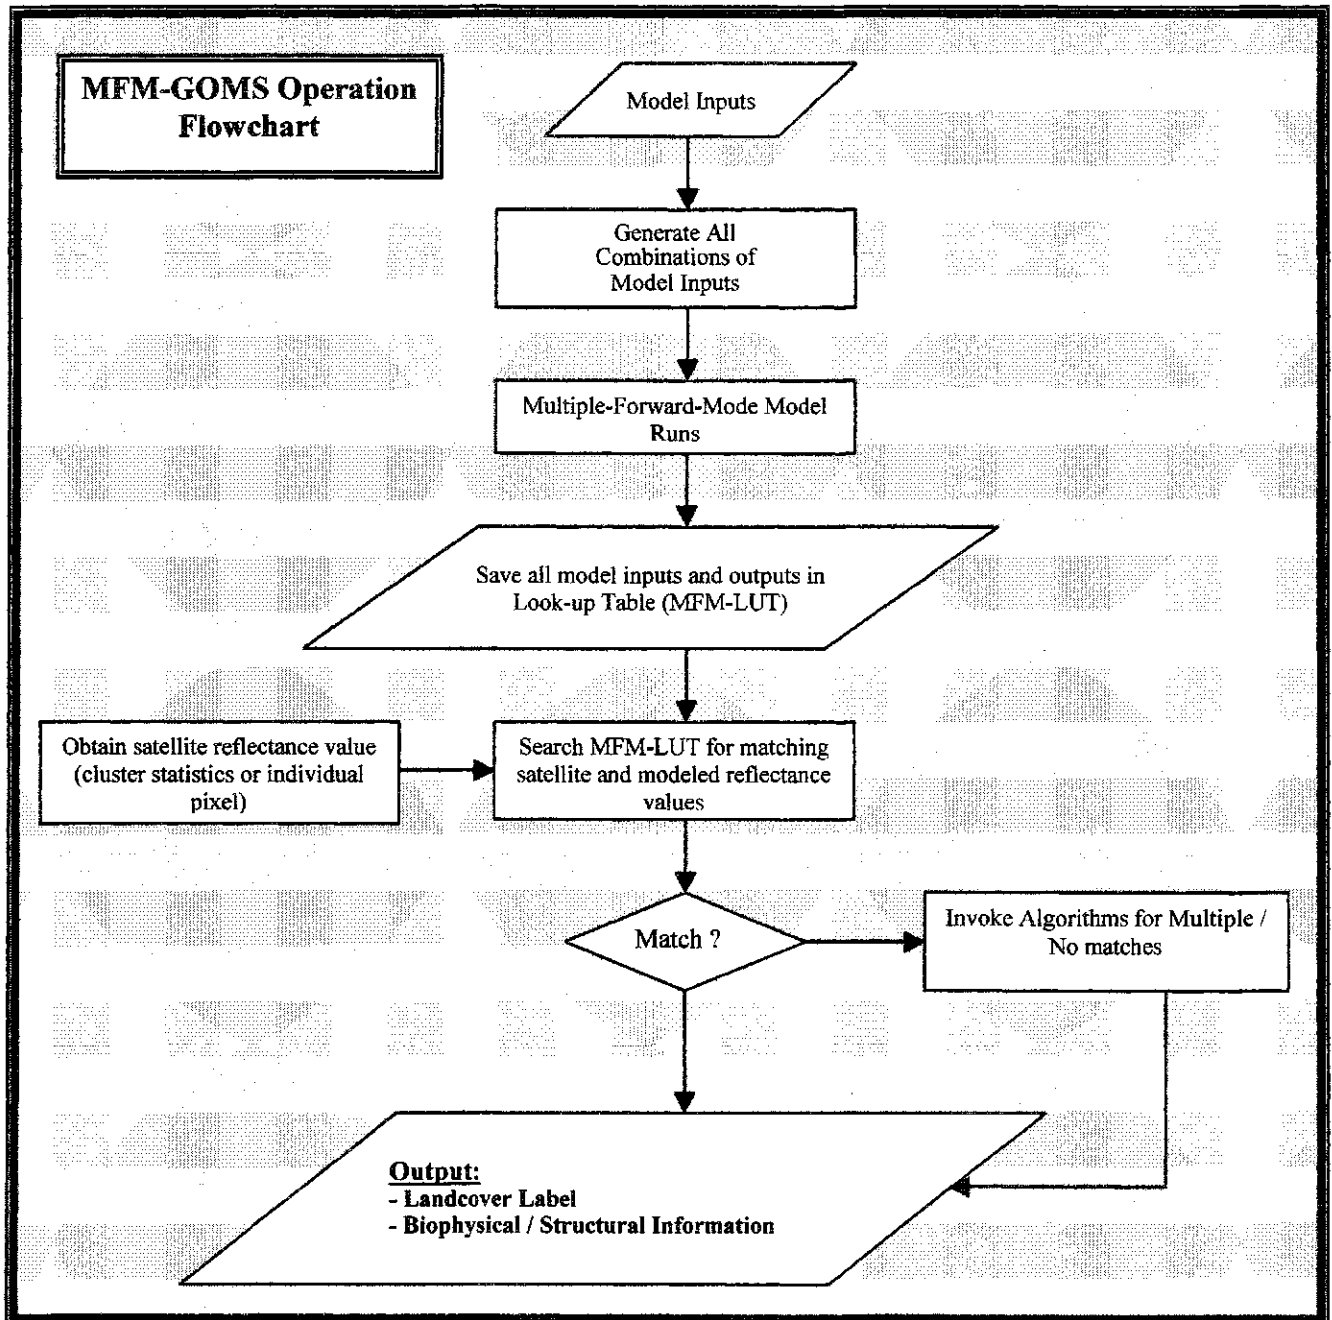 MFM-GOMS Operation
Flowchart
Model Inputs
Generate All
Combinations of
Model Inputs
Multiple-Forward-Mode Model
Runs
Save all model inputs and outputs in
Look-up Table (MFM-LUT)
Obtain satellite reflectance value
(cluster statistics or individual
pixel)
Search MFM-LUT for matching
satellite and modeled reflectance
values
Match ?
Invoke Algorithms for Multiple /
No matches
Output:
- Landcover Label
- Biophysical / Structural Information